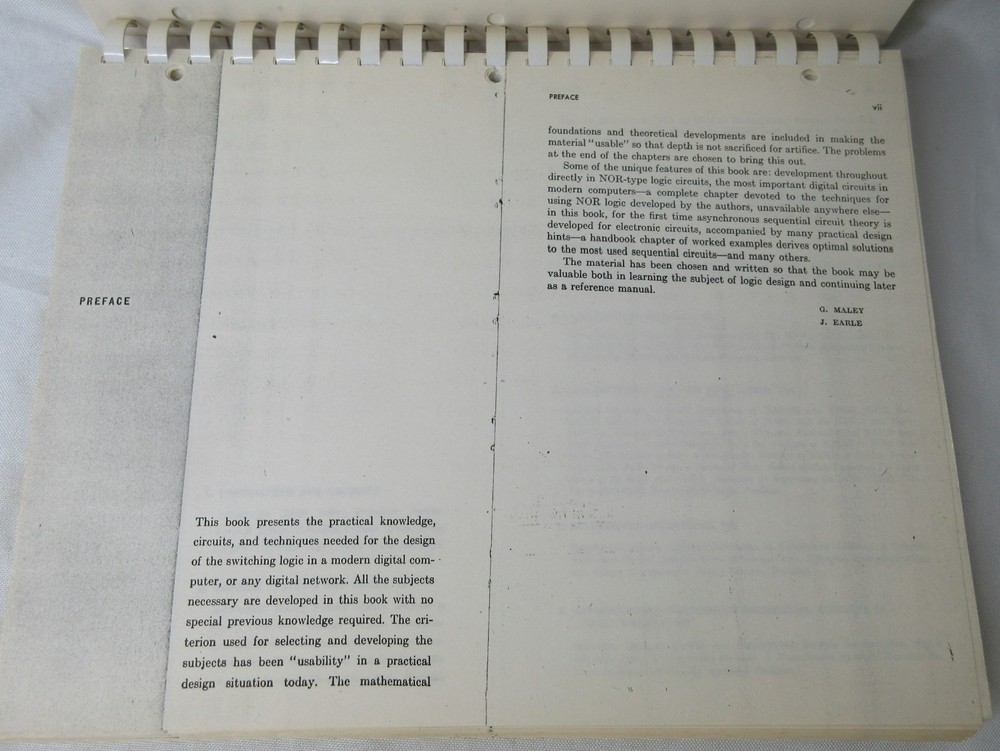 PREFACE
This book presents the practical knowledge,
circuits, and techniques needed for the design
of the switching logic in a modern digital com-
puter, or any digital network. All the subjects
necessary are developed in this book with no
special previous knowledge required. The cri-
terion used for selecting and developing the
subjects has been "usability" in a practical
design situation today. The mathematical
PREFACE
vii
foundations and theoretical developments are included in making the
material "usable" so that depth is not sacrificed for artifice. The problems
at the end of the chapters are chosen to bring this out.
Some of the unique features of this book are: development throughout
directly in NOR-type logic circuits, the most important digital circuits in
modern computers—a complete chapter devoted to the techniques for
using NOR logic developed by the authors, unavailable anywhere else—
in this book, for the first time asynchronous sequential circuit theory is
developed for electronic circuits, accompanied by many practical design
hints—a handbook chapter of worked examples derives optimal solutions
to the most used sequential circuits—and many others.
The material has been chosen and written so that the book may be
valuable both in learning the subject of logic design and continuing later
as a reference manual.
G. MALEY
J. EARLE